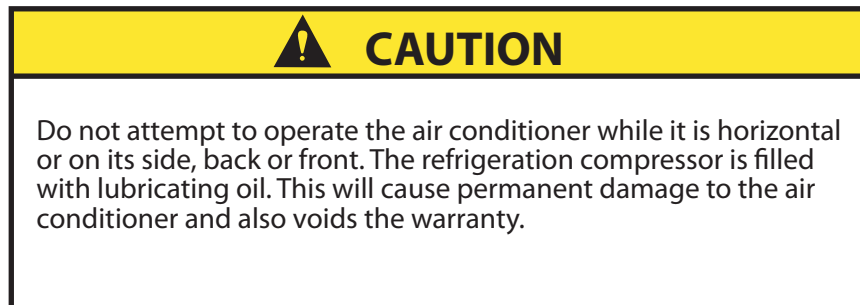 CAUTION
Do not attempt to operate the air conditioner while it is horizontal
or on its side, back or front. The refrigeration compressor is filled
with lubricating oil. This will cause permanent damage to the air
conditioner and also voids the warranty.